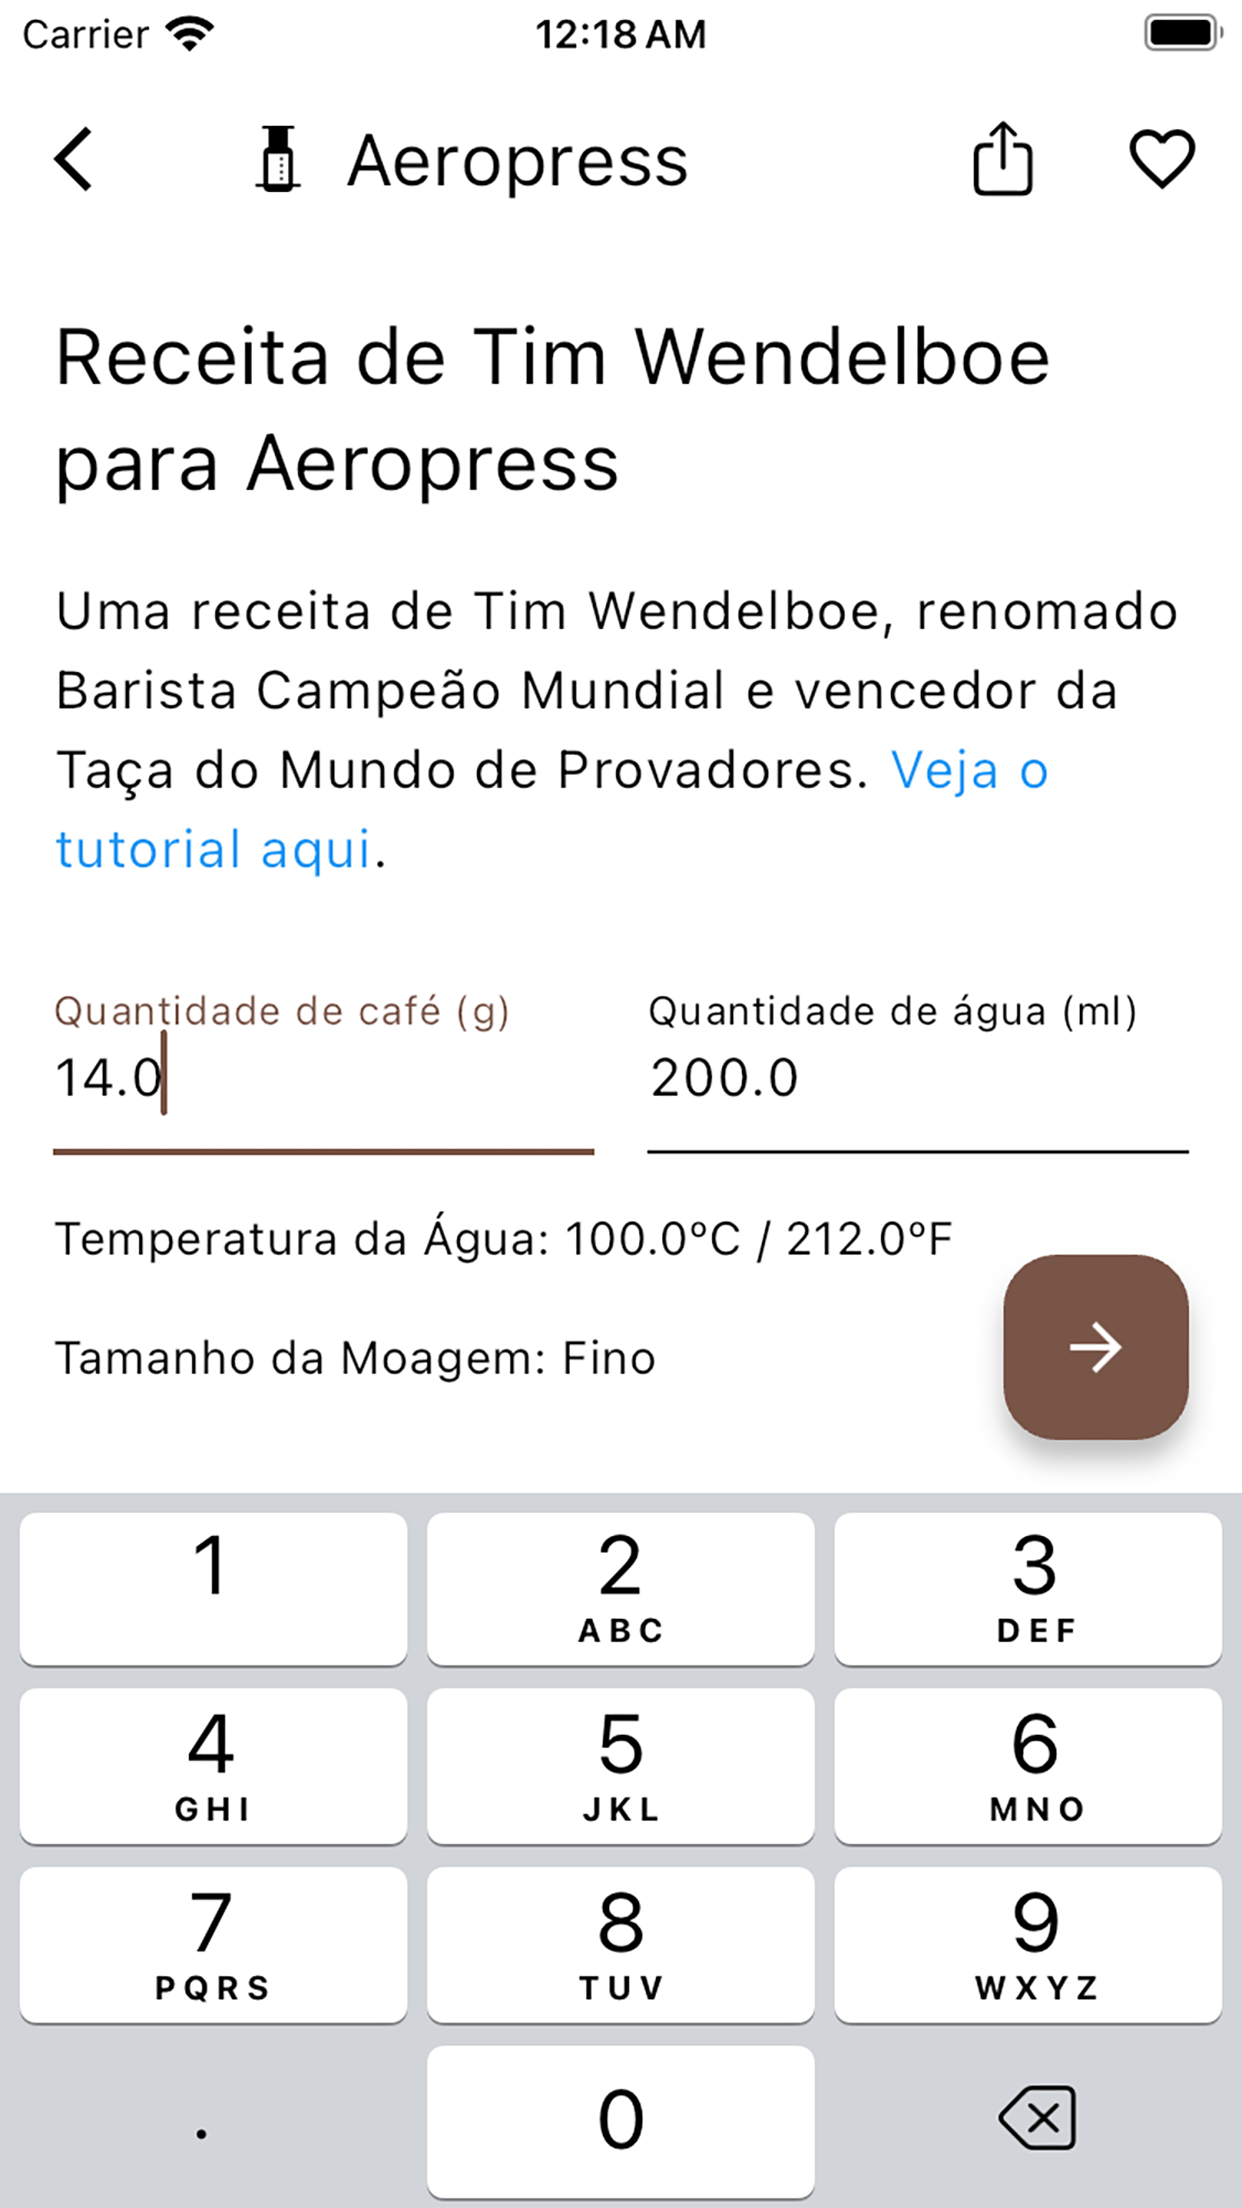 Carrier 12:18 AM
Aeropress
Receita de Tim Wendelboe
para Aeropress
Uma receita de Tim Wendelboe, renomado
Barista Campeão Mundial e vencedor da
Taça do Mundo de Provadores. Veja o
tutorial aqui.
Quantidade de café (g) Quantidade de água (ml)
14.0 200.0
Temperatura da Água: 100.0ºC / 212.0ºF
Tamanho da Moagem: Fino
1 2 3
ABC DEF
4 5 6
GHI JKL MNO
7 8 9
PQRS TUV WXYZ
. 0